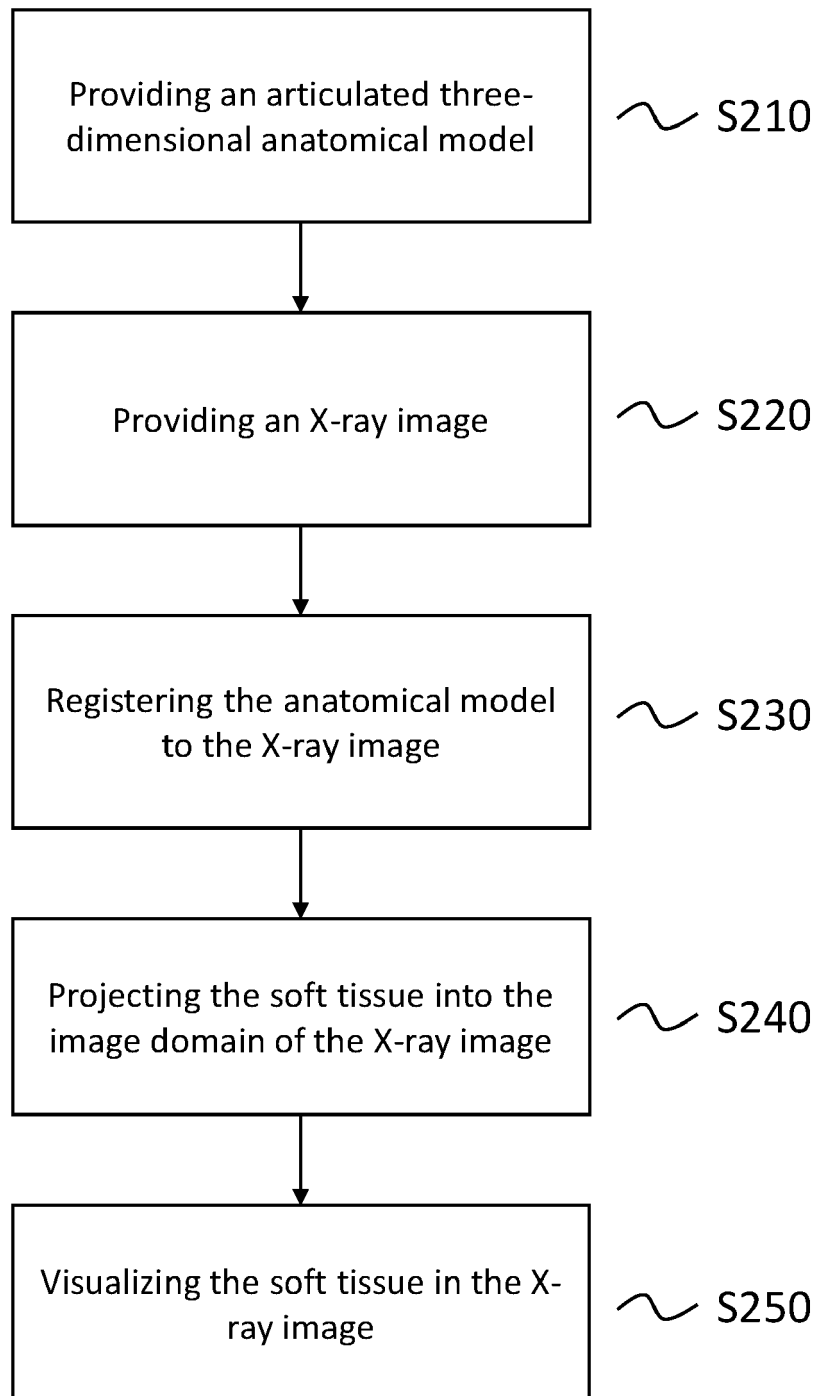 Providing an articulated three-
dimensional anatomical model
S210
Providing an X-ray image
S220
Registering the anatomical model
to the X-ray image
S230
Projecting the soft tissue into the
image domain of the X-ray image
S240
Visualizing the soft tissue in the X-
ray image
S250